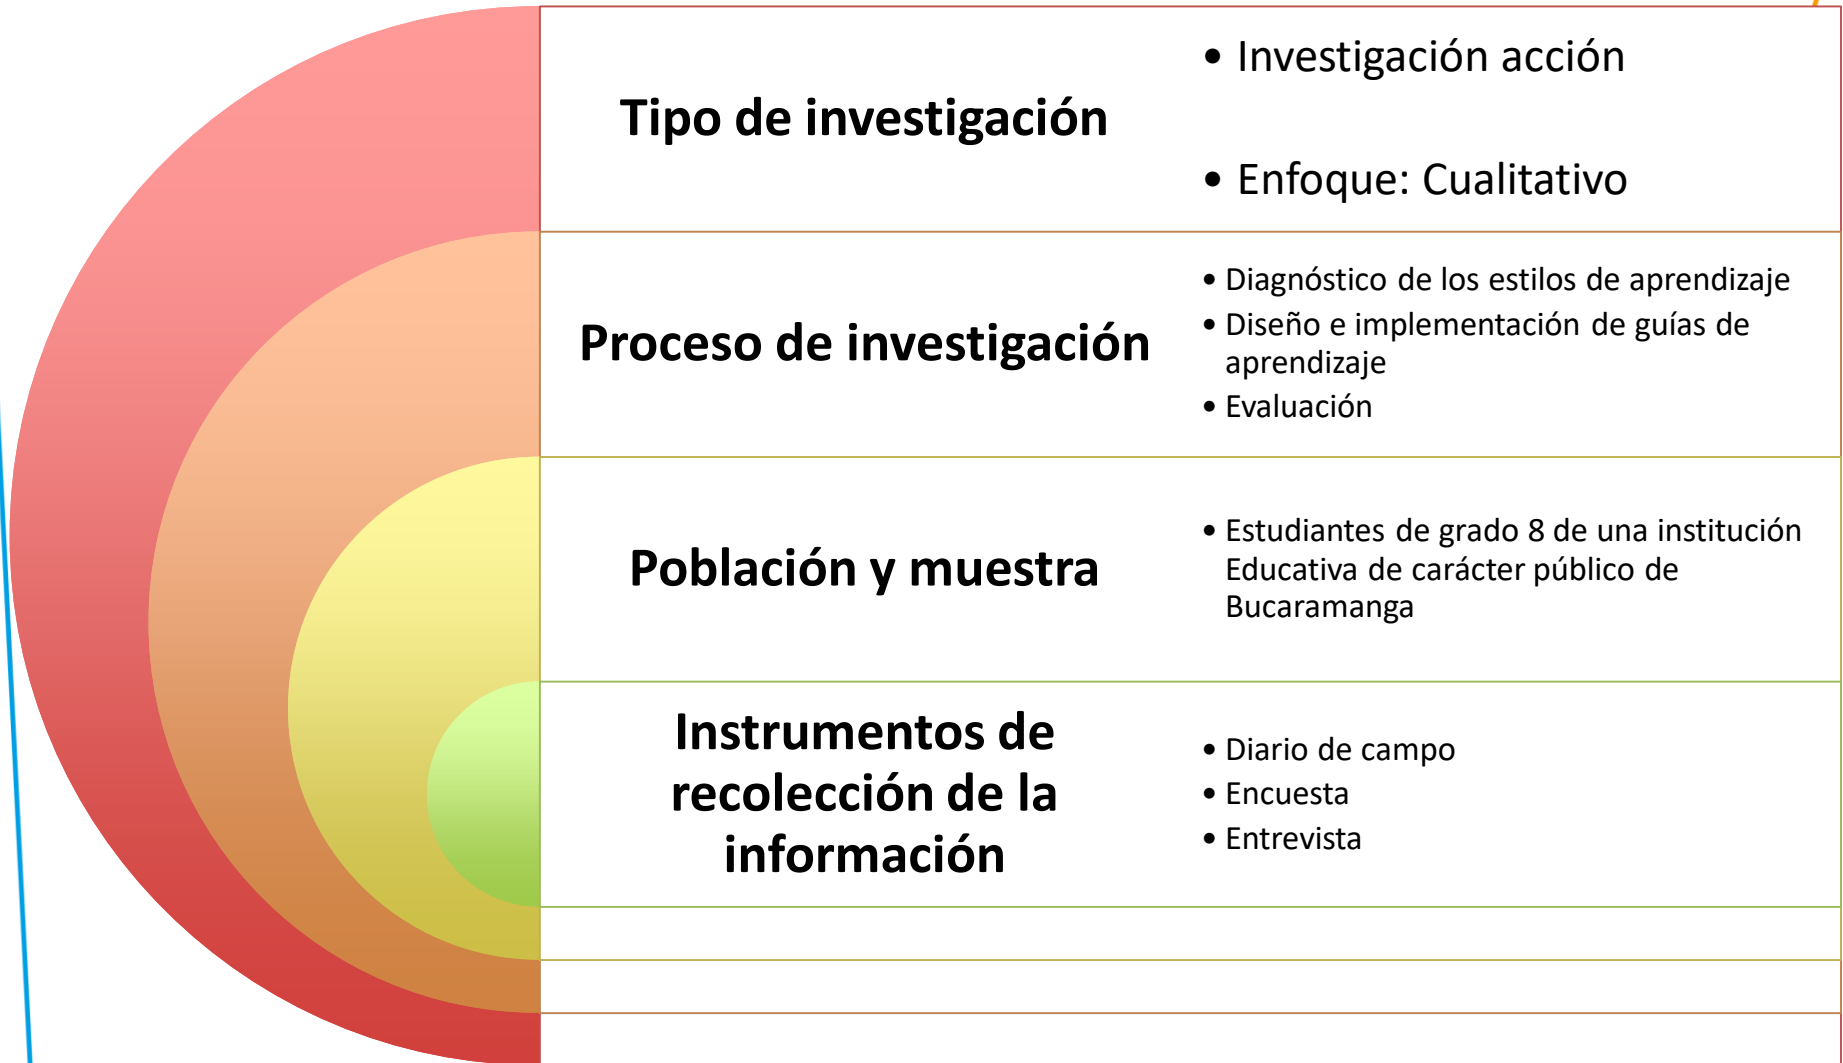 Tipo de investigación
• Investigación acción
• Enfoque: Cualitativo
Proceso de investigación
• Diagnóstico de los estilos de aprendizaje
• Diseño e implementación de guías de
aprendizaje
• Evaluación
Población y muestra
• Estudiantes de grado 8 de una institución
Educativa de carácter público de
Bucaramanga
Instrumentos de
recolección de la
información
• Diario de campo
• Encuesta
• Entrevista